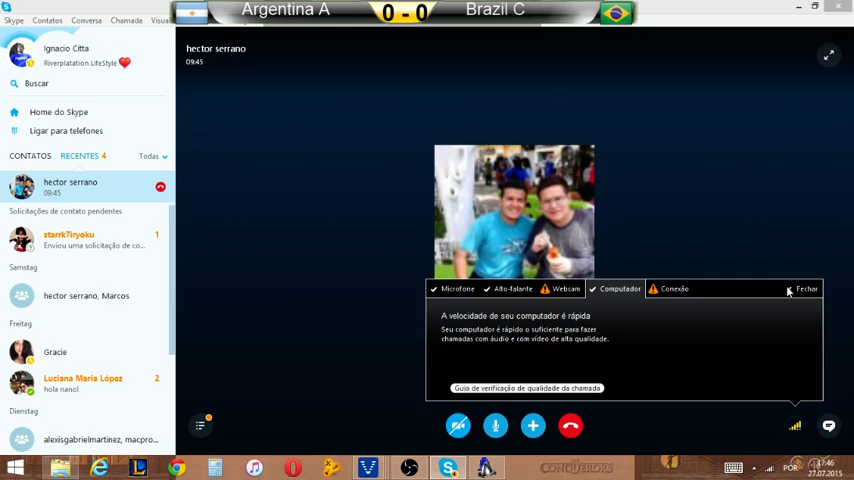 Argentina A
0 - 0
Brazil C
Skype Contatos Conversa Chamada
Ignacio Citta
Riverplatation LifeStyle
Buscar
Home do Skype
Ligar para telefones
CONTATOS RECENTES 4 Todas
hector serrano
09:45
Solicitações de contato pendentes
starrk7iryoku 1
Enviou uma solicitação de co...
Samstag
hector serrano, Marcos
Freitag
Gracie
Luciana Maria López 2
hola nano!
Dienstag
alexisgabrielmartinez, macpro...
hector serrano
09:45
Microfone Alto-falante Webcam Computador Conexão Fechar
A velocidade de seu computador é rápida
Seu computador é rápido o suficiente para fazer
chamadas com áudio e com vídeo de alta qualidade.
Guia de verificação de qualidade da chamada
CONQUERORS
POR
17:46
27.07.2015